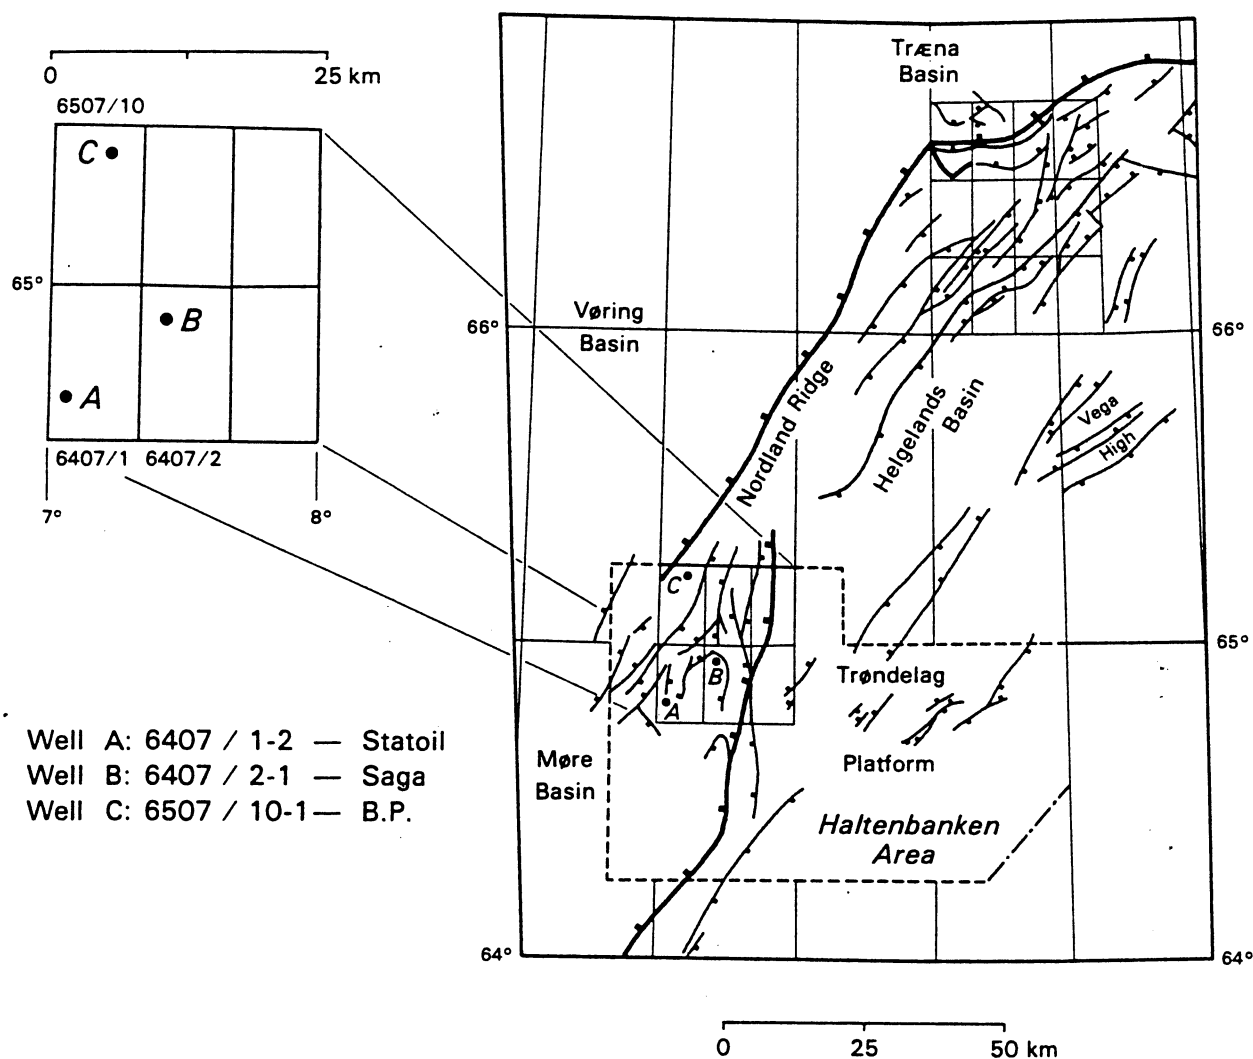 0 25 km
6507/10
C
65°
B
A
6407/1 6407/2
7° 8°
Well A: 6407 / 1-2 — Statoil
Well B: 6407 / 2-1 — Saga
Well C: 6507 / 10-1 — B.P.
Træna
Basin
Vøring
Basin
66° 66°
Nordland Ridge
Helgelands
Basin
Vega
High
C
65°
B
A
Trøndelag
Platform
Møre
Basin
Haltenbanken
Area
64° 64°
0 25 50 km